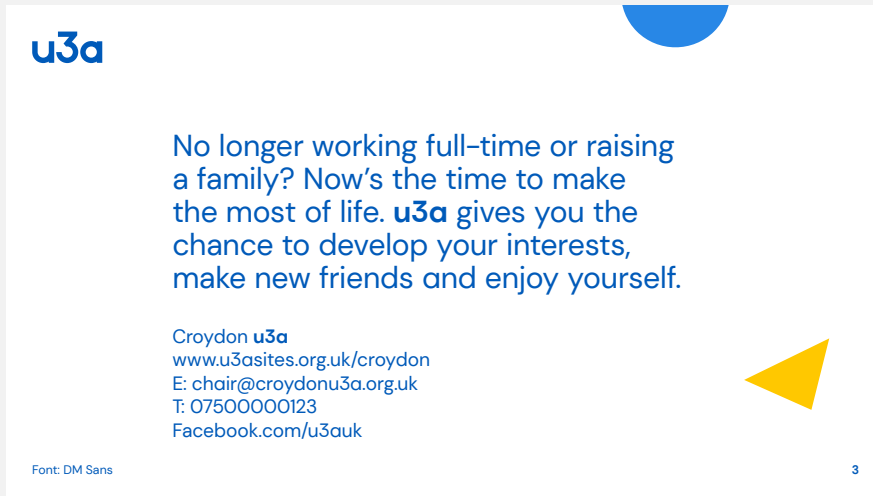 u3a
No longer working full-time or raising
a family? Now’s the time to make
the most of life. u3a gives you the
chance to develop your interests,
make new friends and enjoy yourself.
Croydon u3a
www.u3asites.org.uk/croydon
E: chair@croydonu3a.org.uk
T: 07500000123
Facebook.com/u3auk
Font: DM Sans
3